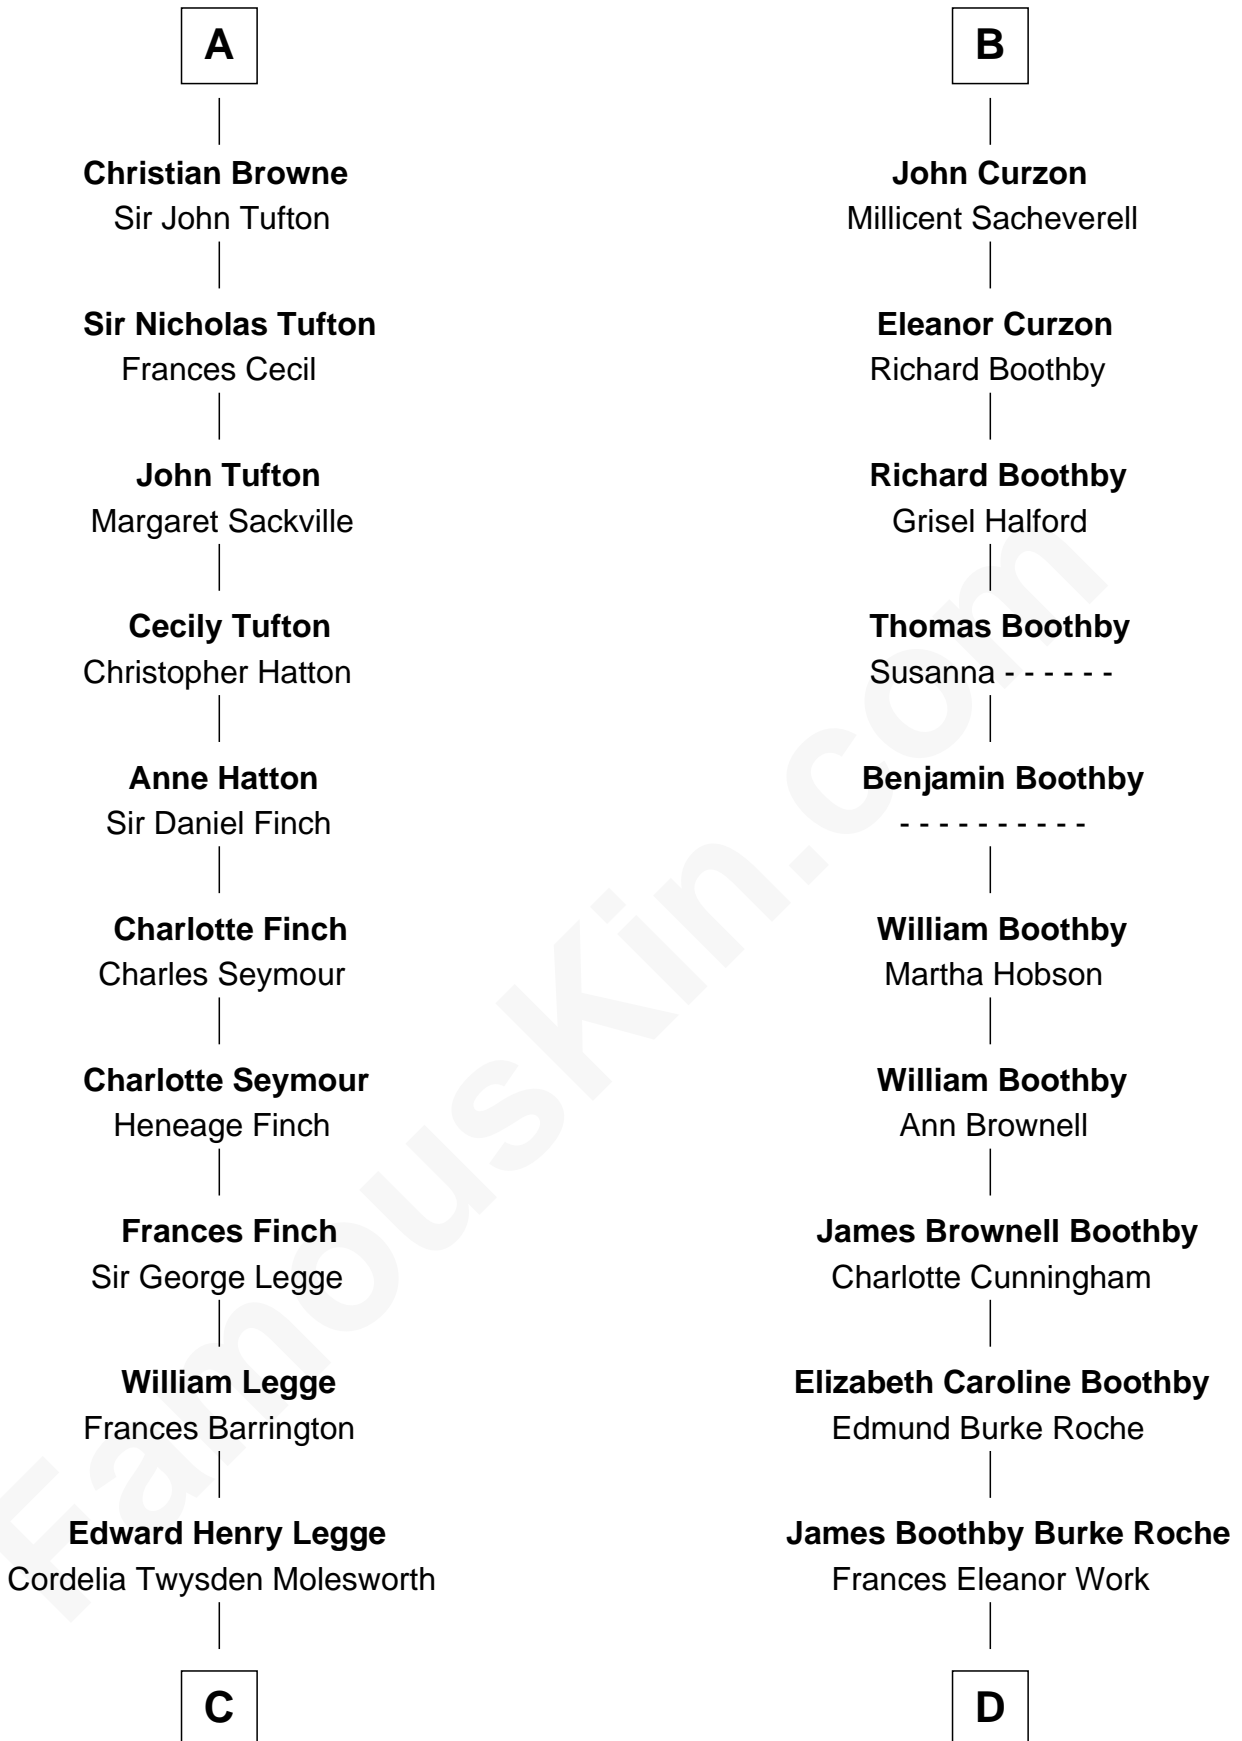 A
Christian Browne
Sir John Tufton
Sir Nicholas Tufton
Frances Cecil
John Tufton
Margaret Sackville
Cecily Tufton
Christopher Hatton
Anne Hatton
Sir Daniel Finch
Charlotte Finch
Charles Seymour
Charlotte Seymour
Heneage Finch
Frances Finch
Sir George Legge
William Legge
Frances Barrington
Edward Henry Legge
Cordelia Twysden Molesworth
C
B
John Curzon
Millicent Sacheverell
Eleanor Curzon
Richard Boothby
Richard Boothby
Grisel Halford
Thomas Boothby
Susanna - - - - - -
Benjamin Boothby
- - - - - - - - - -
William Boothby
Martha Hobson
William Boothby
Ann Brownell
James Brownell Boothby
Charlotte Cunningham
Elizabeth Caroline Boothby
Edmund Burke Roche
James Boothby Burke Roche
Frances Eleanor Work
D
FamousKin.com